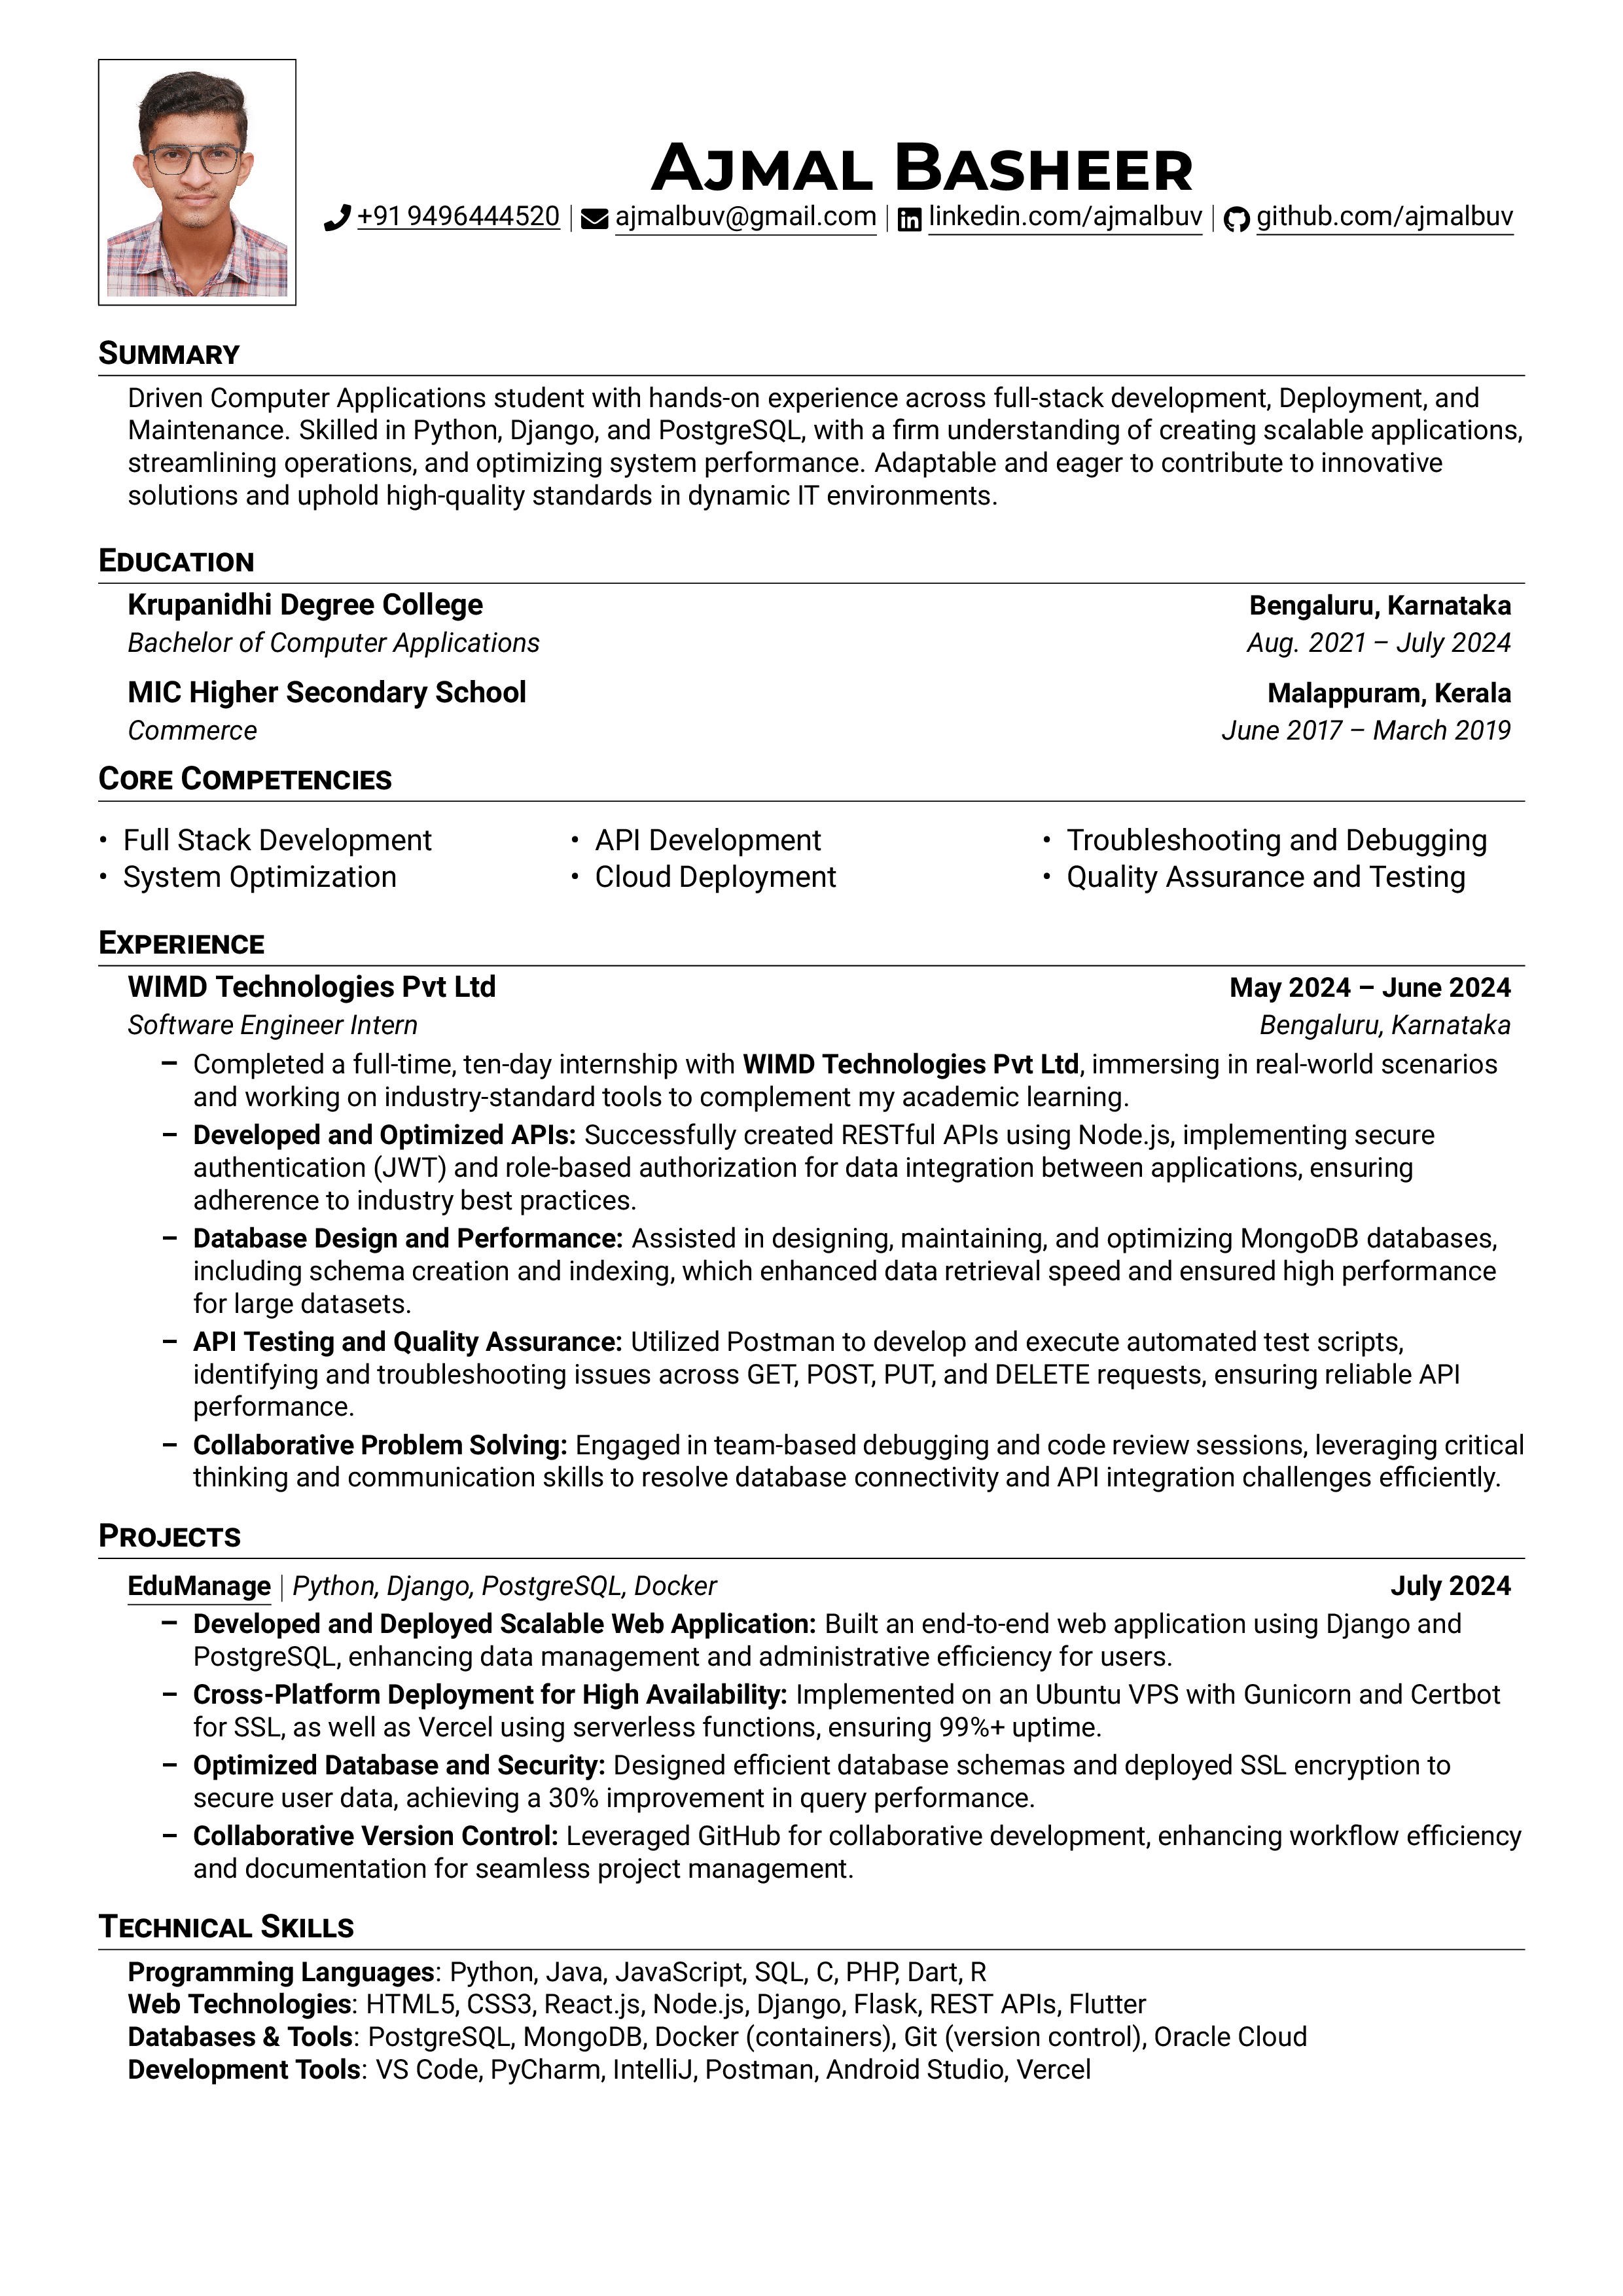 Ajmal Basheer
+91 9496444520 | ajmalbuv@gmail.com | linkedin.com/ajmalbuv | github.com/ajmalbuv
Summary
Driven Computer Applications student with hands-on experience across full-stack development, Deployment, and
Maintenance. Skilled in Python, Django, and PostgreSQL, with a firm understanding of creating scalable applications,
streamlining operations, and optimizing system performance. Adaptable and eager to contribute to innovative
solutions and uphold high-quality standards in dynamic IT environments.
Education
Krupanidhi Degree College Bengaluru, Karnataka
Bachelor of Computer Applications Aug. 2021 – July 2024
MIC Higher Secondary School Malappuram, Kerala
Commerce June 2017 – March 2019
Core Competencies
• Full Stack Development • API Development • Troubleshooting and Debugging
• System Optimization • Cloud Deployment • Quality Assurance and Testing
Experience
WIMD Technologies Pvt Ltd May 2024 – June 2024
Software Engineer Intern Bengaluru, Karnataka
– Completed a full-time, ten-day internship with WIMD Technologies Pvt Ltd, immersing in real-world scenarios
and working on industry-standard tools to complement my academic learning.
– Developed and Optimized APIs: Successfully created RESTful APIs using Node.js, implementing secure
authentication (JWT) and role-based authorization for data integration between applications, ensuring
adherence to industry best practices.
– Database Design and Performance: Assisted in designing, maintaining, and optimizing MongoDB databases,
including schema creation and indexing, which enhanced data retrieval speed and ensured high performance
for large datasets.
– API Testing and Quality Assurance: Utilized Postman to develop and execute automated test scripts,
identifying and troubleshooting issues across GET, POST, PUT, and DELETE requests, ensuring reliable API
performance.
– Collaborative Problem Solving: Engaged in team-based debugging and code review sessions, leveraging critical
thinking and communication skills to resolve database connectivity and API integration challenges efficiently.
Projects
EduManage | Python, Django, PostgreSQL, Docker July 2024
– Developed and Deployed Scalable Web Application: Built an end-to-end web application using Django and
PostgreSQL, enhancing data management and administrative efficiency for users.
– Cross-Platform Deployment for High Availability: Implemented on an Ubuntu VPS with Gunicorn and Certbot
for SSL, as well as Vercel using serverless functions, ensuring 99%+ uptime.
– Optimized Database and Security: Designed efficient database schemas and deployed SSL encryption to
secure user data, achieving a 30% improvement in query performance.
– Collaborative Version Control: Leveraged GitHub for collaborative development, enhancing workflow efficiency
and documentation for seamless project management.
Technical Skills
Programming Languages: Python, Java, JavaScript, SQL, C, PHP, Dart, R
Web Technologies: HTML5, CSS3, React.js, Node.js, Django, Flask, REST APIs, Flutter
Databases & Tools: PostgreSQL, MongoDB, Docker (containers), Git (version control), Oracle Cloud
Development Tools: VS Code, PyCharm, IntelliJ, Postman, Android Studio, Vercel